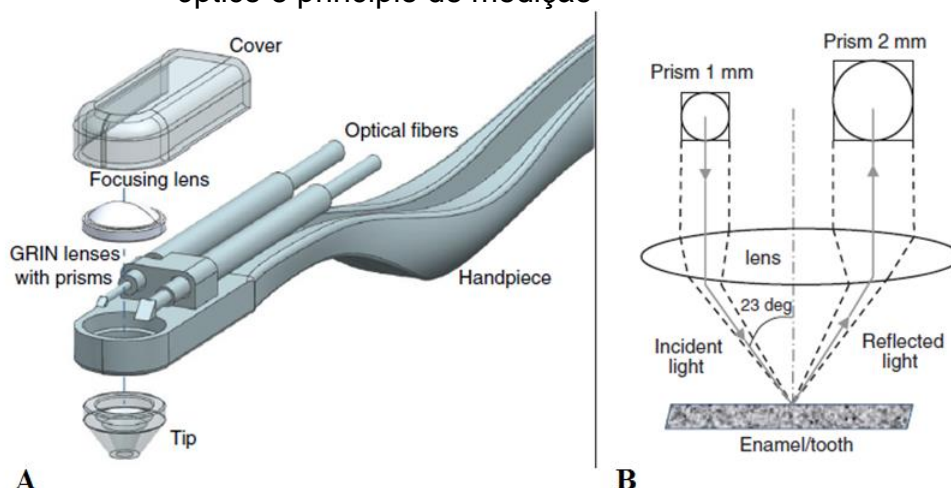 óptico e princípio de medição
Cover
Optical fibers
Focusing lens
GRIN lenses
with prisms
Handpiece
Tip
A
Prism 2 mm
Prism 1 mm
lens
23 deg
Incident
light
Reflected
light
Enamel/tooth
B